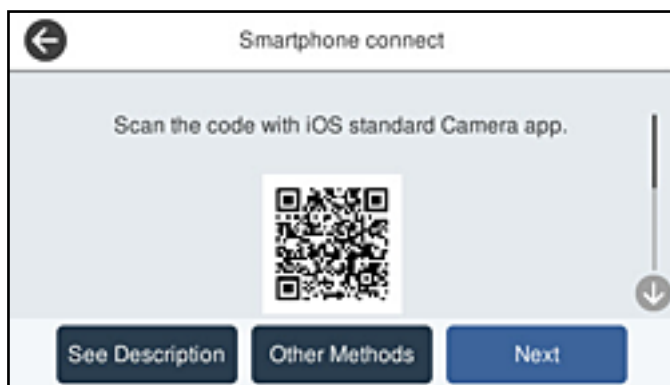 Smartphone connect
Scan the code with iOS standard Camera app.
See Description
Other Methods
Next